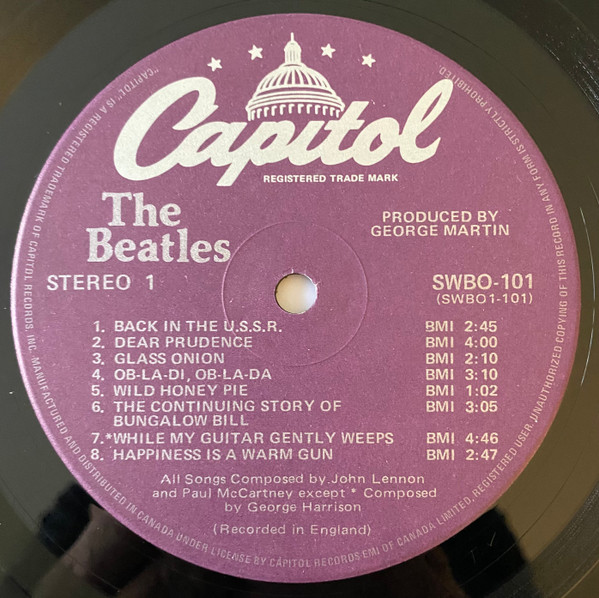 Capitol
REGISTERED TRADE MARK
The
Beatles
PRODUCED BY
GEORGE MARTIN
STEREO 1
SWBO-101
(SWBO1-101)
1. BACK IN THE U.S.S.R. BMI 2:45
2. DEAR PRUDENCE BMI 4:00
3. GLASS ONION BMI 2:10
4. OB-LA-DI, OB-LA-DA BMI 3:10
5. WILD HONEY PIE BMI 1:02
6. THE CONTINUING STORY OF
BUNGALOW BILL BMI 3:05
7.*WHILE MY GUITAR GENTLY WEEPS BMI 4:46
8. HAPPINESS IS A WARM GUN BMI 2:47
All Songs Composed by John Lennon
and Paul McCartney except * Composed
by George Harrison
(Recorded in England)
"CAPITOL" IS A REGISTERED TRADEMARK OF CAPITOL RECORDS, INC. MANUFACTURED AND DISTRIBUTED IN CANADA UNDER LICENSE BY CAPITOL RECORDS-EMI OF CANADA LIMITED, REGISTERED USER. UNAUTHORIZED COPYING OF THIS RECORD IN ANY FORM IS STRICTLY PROHIBITED.